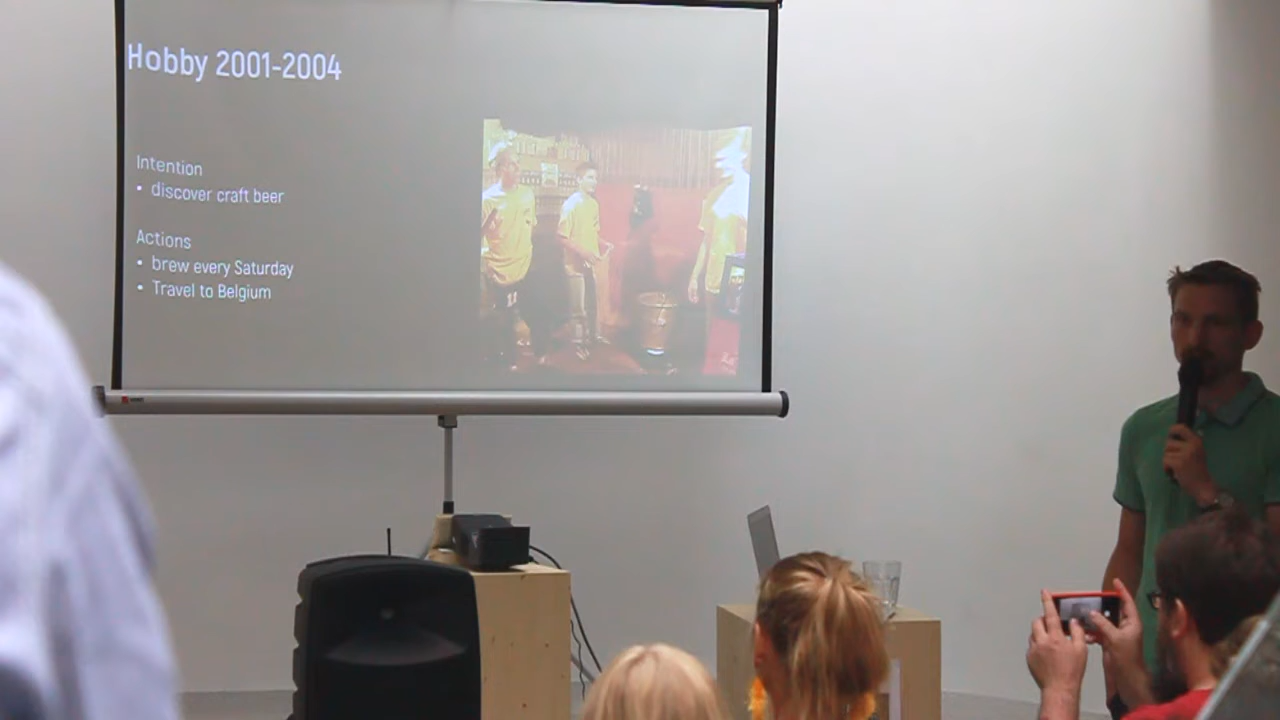 Hobby 2001-2004
Intention
• discover craft beer
Actions
• brew every Saturday
• Travel to Belgium